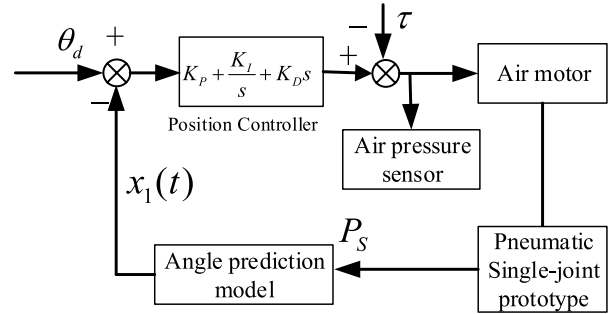 θ_d
+
−
K_P + K_I/s + K_D s
Position Controller
+
−
τ
Air motor
Air pressure
sensor
x_1(t)
P_S
Angle prediction
model
Pneumatic
Single-joint
prototype